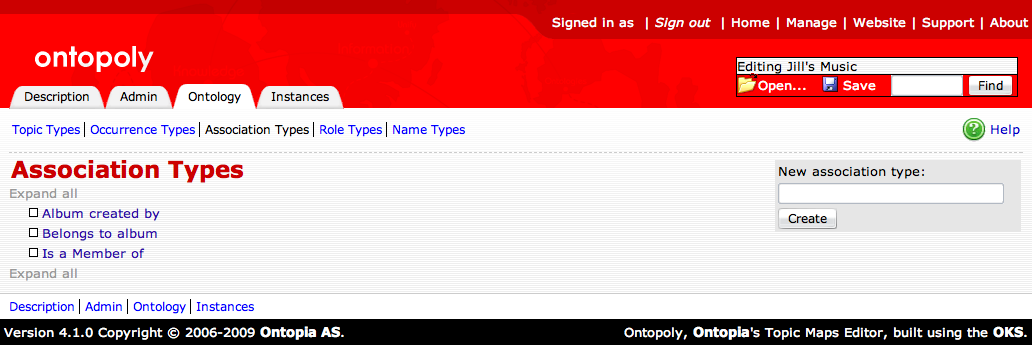 Signed in as | Sign out | Home | Manage | Website | Support | About
ontopoly
Editing Jill's Music
Open... Save Find
Description Admin Ontology Instances
Topic Types | Occurrence Types | Association Types | Role Types | Name Types
? Help
Association Types
New association type:
Expand all
Album created by
Create
Belongs to album
Is a Member of
Expand all
Description | Admin | Ontology | Instances
Version 4.1.0 Copyright © 2006-2009 Ontopia AS. Ontopoly, Ontopia's Topic Maps Editor, built using the OKS.